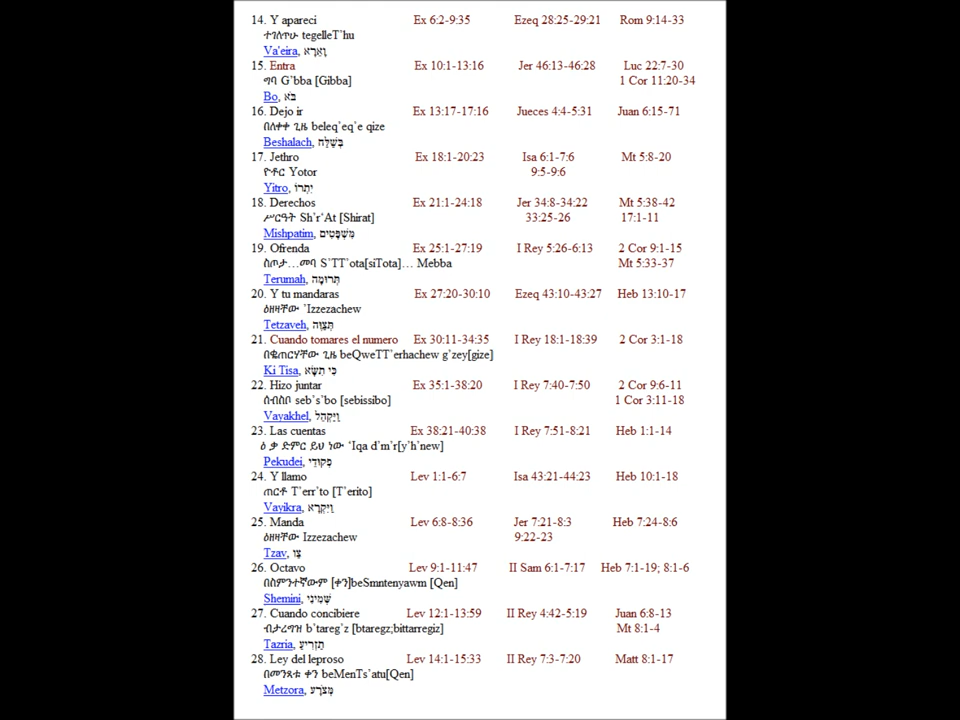 14. Y apareci Ex 6:2-9:35 Ezeq 28:25-29:21 Rom 9:14-33
ተገለጥሁ tegelleT’hu
Va'eira, וָאֵרָא
15. Entra Ex 10:1-13:16 Jer 46:13-46:28 Luc 22:7-30
ግባ G’bba [Gibba] 1 Cor 11:20-34
Bo, בֹּא
16. Dejo ir Ex 13:17-17:16 Jueces 4:4-5:31 Juan 6:15-71
በለቀቀ ጊዜ beleq’eq’e qize
Beshalach, בְּשַׁלַּח
17. Jethro Ex 18:1-20:23 Isa 6:1-7:6 Mt 5:8-20
ዮቶር Yotor 9:5-9:6
Yitro, יִתְרוֹ
18. Derechos Ex 21:1-24:18 Jer 34:8-34:22 Mt 5:38-42
ሥርዓት Sh’r’At [Shirat] 33:25-26 17:1-11
Mishpatim, מִּשְׁפָּטִים
19. Ofrenda Ex 25:1-27:19 I Rey 5:26-6:13 2 Cor 9:1-15
ስጦታ…መባ S’TT’ota[siTota]… Mebba Mt 5:33-37
Terumah, תְּרוּמָה
20. Y tu mandaras Ex 27:20-30:10 Ezeq 43:10-43:27 Heb 13:10-17
ዕዘዛቸው ’Izzezachew
Tetzaveh, תְּצַוֶּה
21. Cuando tomares el numero Ex 30:11-34:35 I Rey 18:1-18:39 2 Cor 3:1-18
በቈጠርሃቸው ጊዜ beQweTT’erhachew g’zey[gize]
Ki Tisa, כִּי תִשָּׂא
22. Hizo juntar Ex 35:1-38:20 I Rey 7:40-7:50 2 Cor 9:6-11
ሰብስቦ seb’s’bo [sebissibo] 1 Cor 3:11-18
Vayakhel, וַיַּקְהֵל
23. Las cuentas Ex 38:21-40:38 I Rey 7:51-8:21 Heb 1:1-14
ዕ ቃ ድምር ይህ ነው ‘Iqa d’m’r[y’h’new]
Pekudei, פְקוּדֵי
24. Y llamo Lev 1:1-6:7 Isa 43:21-44:23 Heb 10:1-18
ጠርቶ T’err’to [T’erito]
Vayikra, וַיִּקְרָא
25. Manda Lev 6:8-8:36 Jer 7:21-8:3 Heb 7:24-8:6
ዕዘዛቸው Izzezachew 9:22-23
Tzav, צַו
26. Octavo Lev 9:1-11:47 II Sam 6:1-7:17 Heb 7:1-19; 8:1-6
በስምንተኛውም [ቀን]beSmntenyawm [Qen]
Shemini, שְּׁמִינִי
27. Cuando concibiere Lev 12:1-13:59 II Rey 4:42-5:19 Juan 6:8-13
ብታረግዝ b’tareg’z [btaregz;bittarregiz] Mt 8:1-4
Tazria, תַזְרִיעַ
28. Ley del leproso Lev 14:1-15:33 II Rey 7:3-7:20 Matt 8:1-17
በመንጻቱ ቀን beMenTs’atu[Qen]
Metzora, מְּצֹרָע